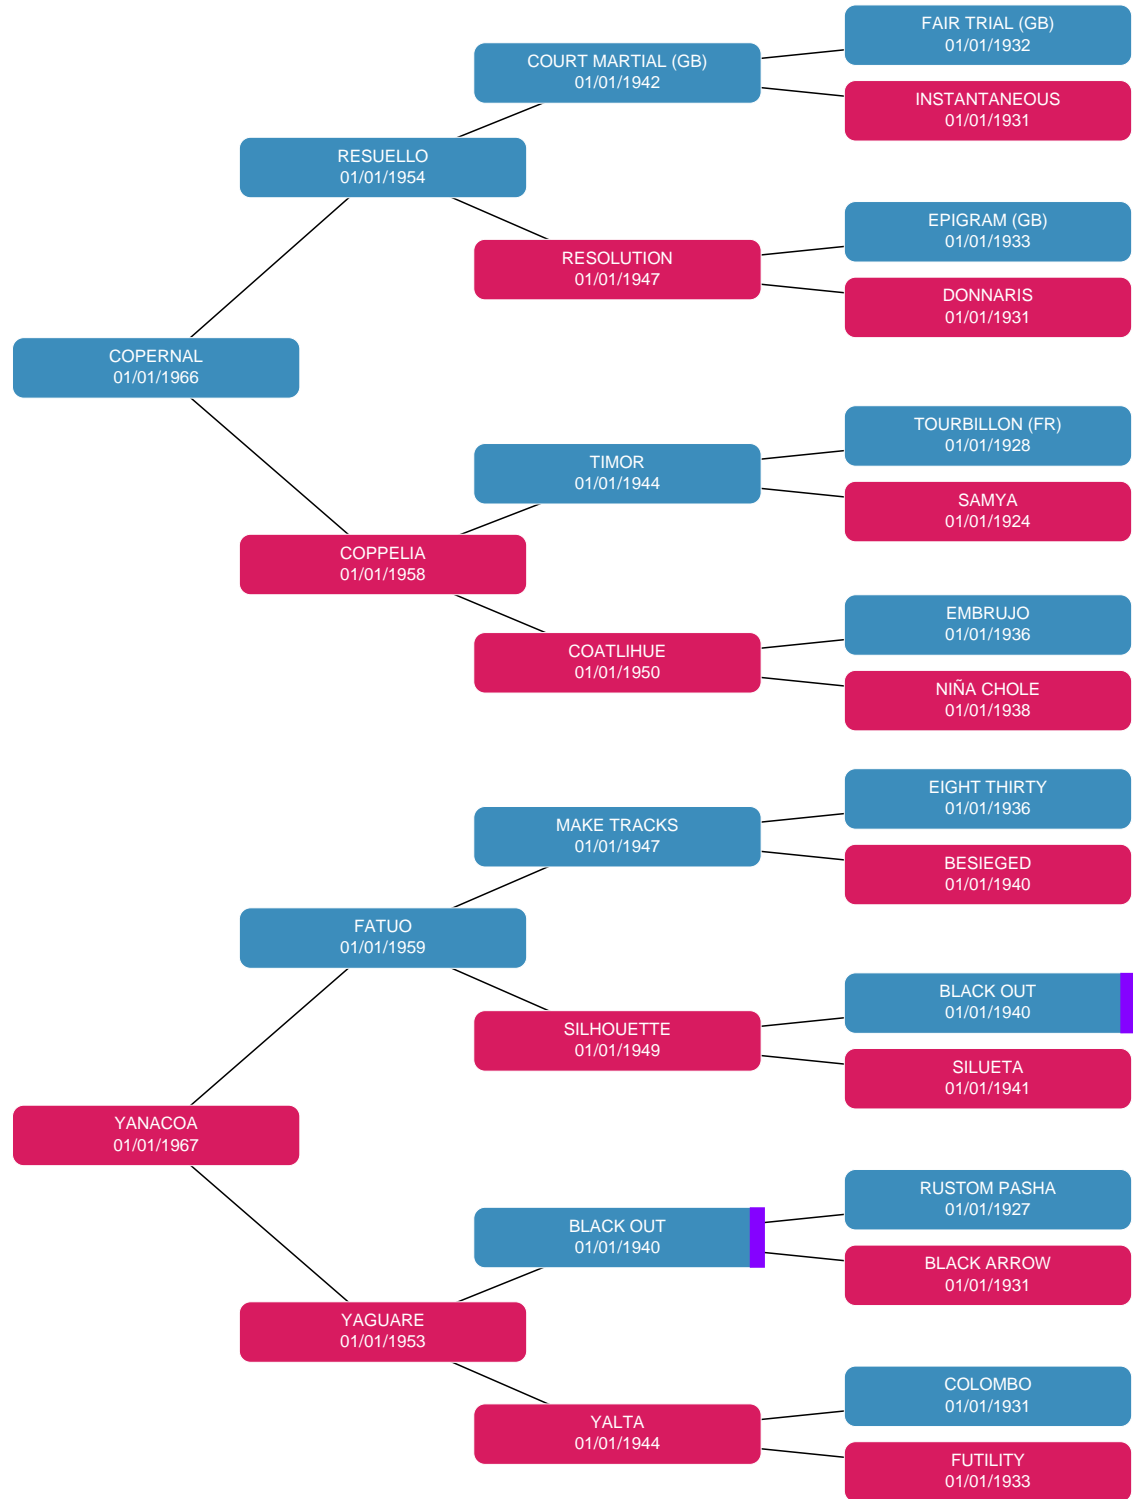 FAIR TRIAL (GB)
01/01/1932
COURT MARTIAL (GB)
01/01/1942
INSTANTANEOUS
01/01/1931
RESUELLO
01/01/1954
EPIGRAM (GB)
01/01/1933
RESOLUTION
01/01/1947
DONNARIS
01/01/1931
COPERNAL
01/01/1966
TOURBILLON (FR)
01/01/1928
TIMOR
01/01/1944
SAMYA
01/01/1924
COPPELIA
01/01/1958
EMBRUJO
01/01/1936
COATLIHUE
01/01/1950
NIÑA CHOLE
01/01/1938
EIGHT THIRTY
01/01/1936
MAKE TRACKS
01/01/1947
BESIEGED
01/01/1940
FATUO
01/01/1959
BLACK OUT
01/01/1940
SILHOUETTE
01/01/1949
SILUETA
01/01/1941
YANACOA
01/01/1967
RUSTOM PASHA
01/01/1927
BLACK OUT
01/01/1940
BLACK ARROW
01/01/1931
YAGUARE
01/01/1953
COLOMBO
01/01/1931
YALTA
01/01/1944
FUTILITY
01/01/1933